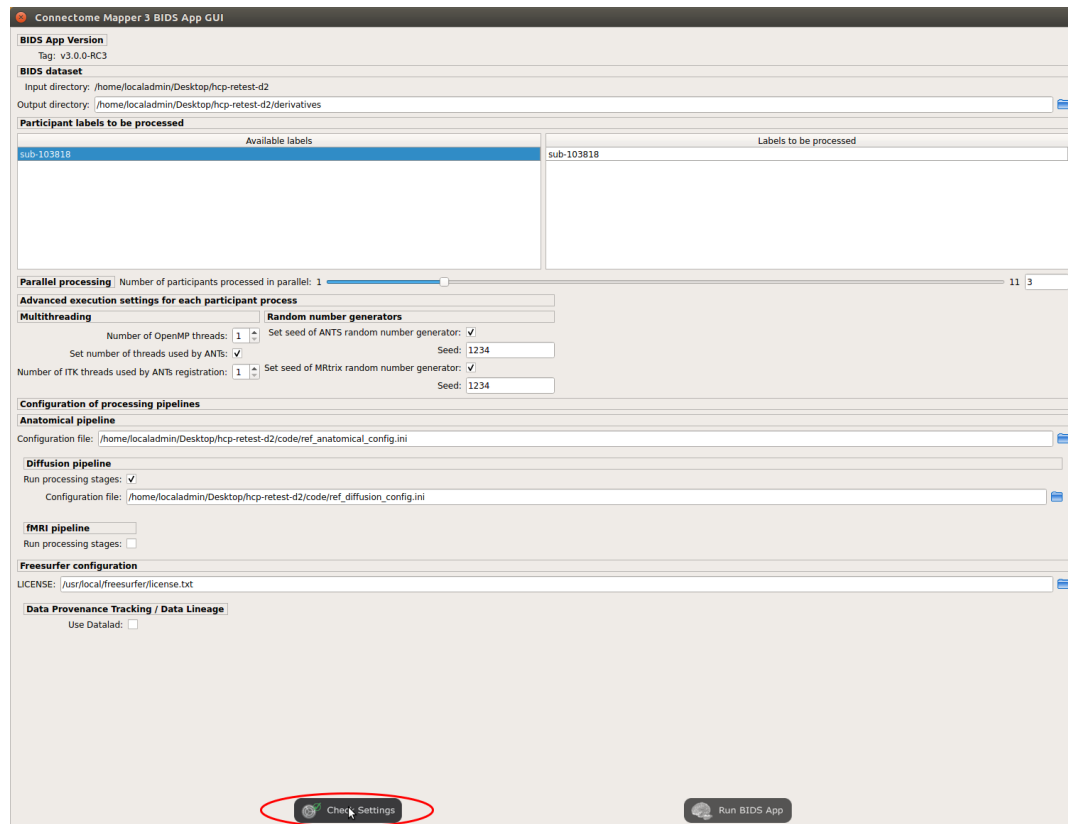 Connectome Mapper 3 BIDS App GUI
BIDS App Version
Tag: v3.0.0-RC3
BIDS dataset
Input directory: /home/localadmin/Desktop/hcp-retest-d2
Output directory: /home/localadmin/Desktop/hcp-retest-d2/derivatives
Participant labels to be processed
Available labels Labels to be processed
sub-103818 sub-103818
Parallel processing Number of participants processed in parallel: 1 11 3
Advanced execution settings for each participant process
Multithreading Random number generators
Number of OpenMP threads: 1 Set seed of ANTS random number generator:
Set number of threads used by ANTs: Seed: 1234
Number of ITK threads used by ANTs registration: 1 Set seed of MRtrix random number generator:
Seed: 1234
Configuration of processing pipelines
Anatomical pipeline
Configuration file: /home/localadmin/Desktop/hcp-retest-d2/code/ref_anatomical_config.ini
Diffusion pipeline
Run processing stages:
Configuration file: /home/localadmin/Desktop/hcp-retest-d2/code/ref_diffusion_config.ini
fMRI pipeline
Run processing stages:
Freesurfer configuration
LICENSE: /usr/local/freesurfer/license.txt
Data Provenance Tracking / Data Lineage
Use Datalad:
Check Settings Run BIDS App